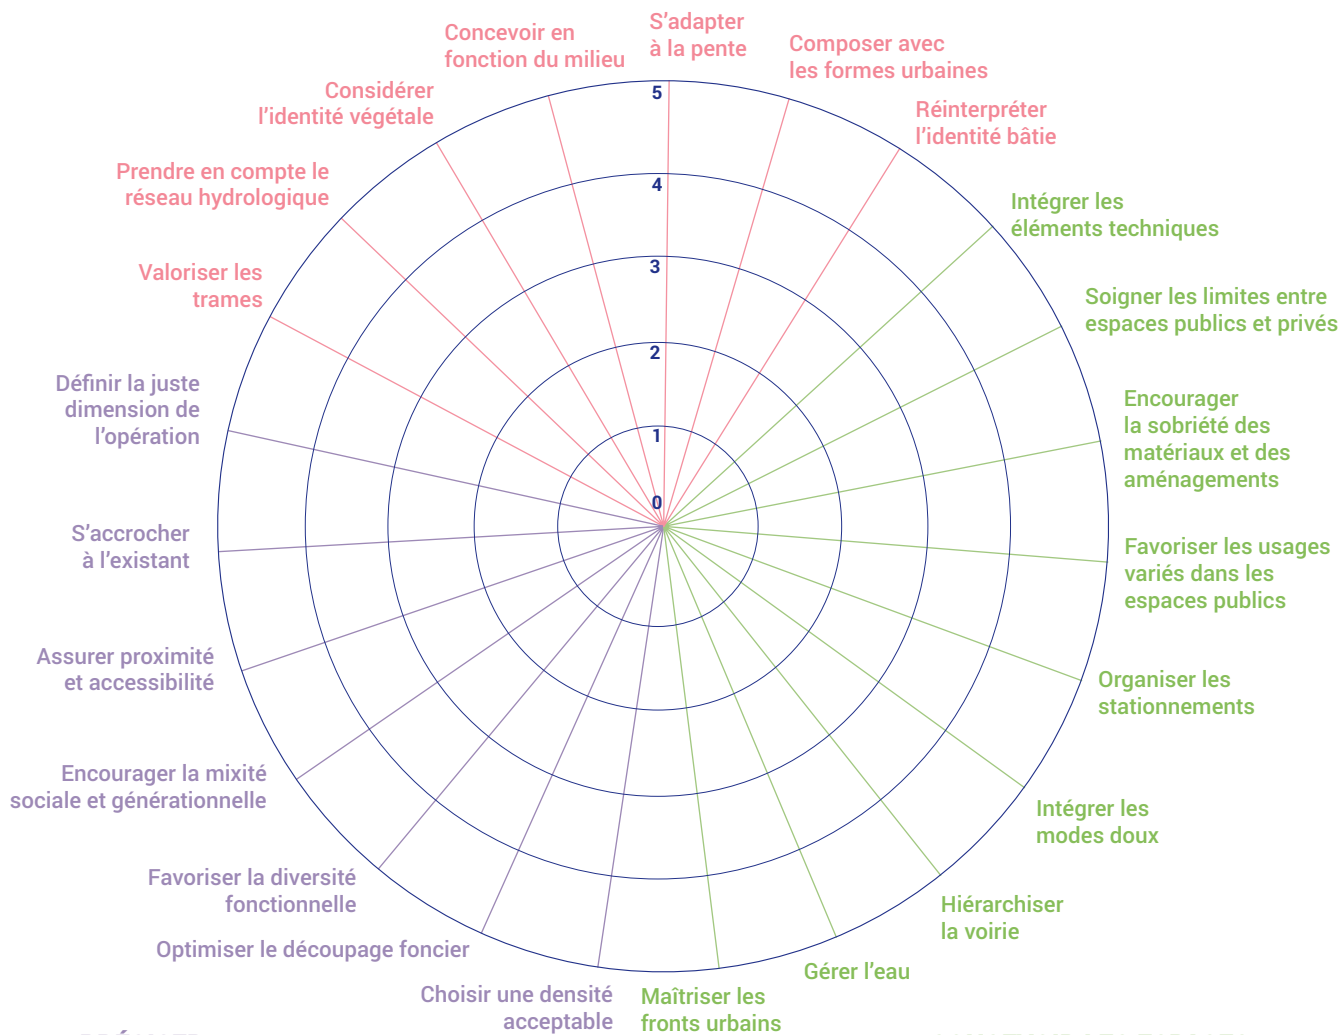 S'adapter
à la pente
Composer avec
les formes urbaines
Réinterpréter
l'identité bâtie
Intégrer les
éléments techniques
Soigner les limites entre
espaces publics et privés
Encourager
la sobriété des
matériaux et des
aménagements
Favoriser les usages
variés dans les
espaces publics
Organiser les
stationnements
Intégrer les
modes doux
Hiérarchiser
la voirie
Gérer l'eau
Maîtriser les
fronts urbains
Choisir une densité
acceptable
Optimiser le découpage foncier
Favoriser la diversité
fonctionnelle
Encourager la mixité
sociale et générationnelle
Assurer proximité
et accessibilité
S'accrocher
à l'existant
Définir la juste
dimension de
l'opération
Valoriser les
trames
Prendre en compte le
réseau hydrologique
Considérer
l'identité végétale
Concevoir en
fonction du milieu
5
4
3
2
1
0